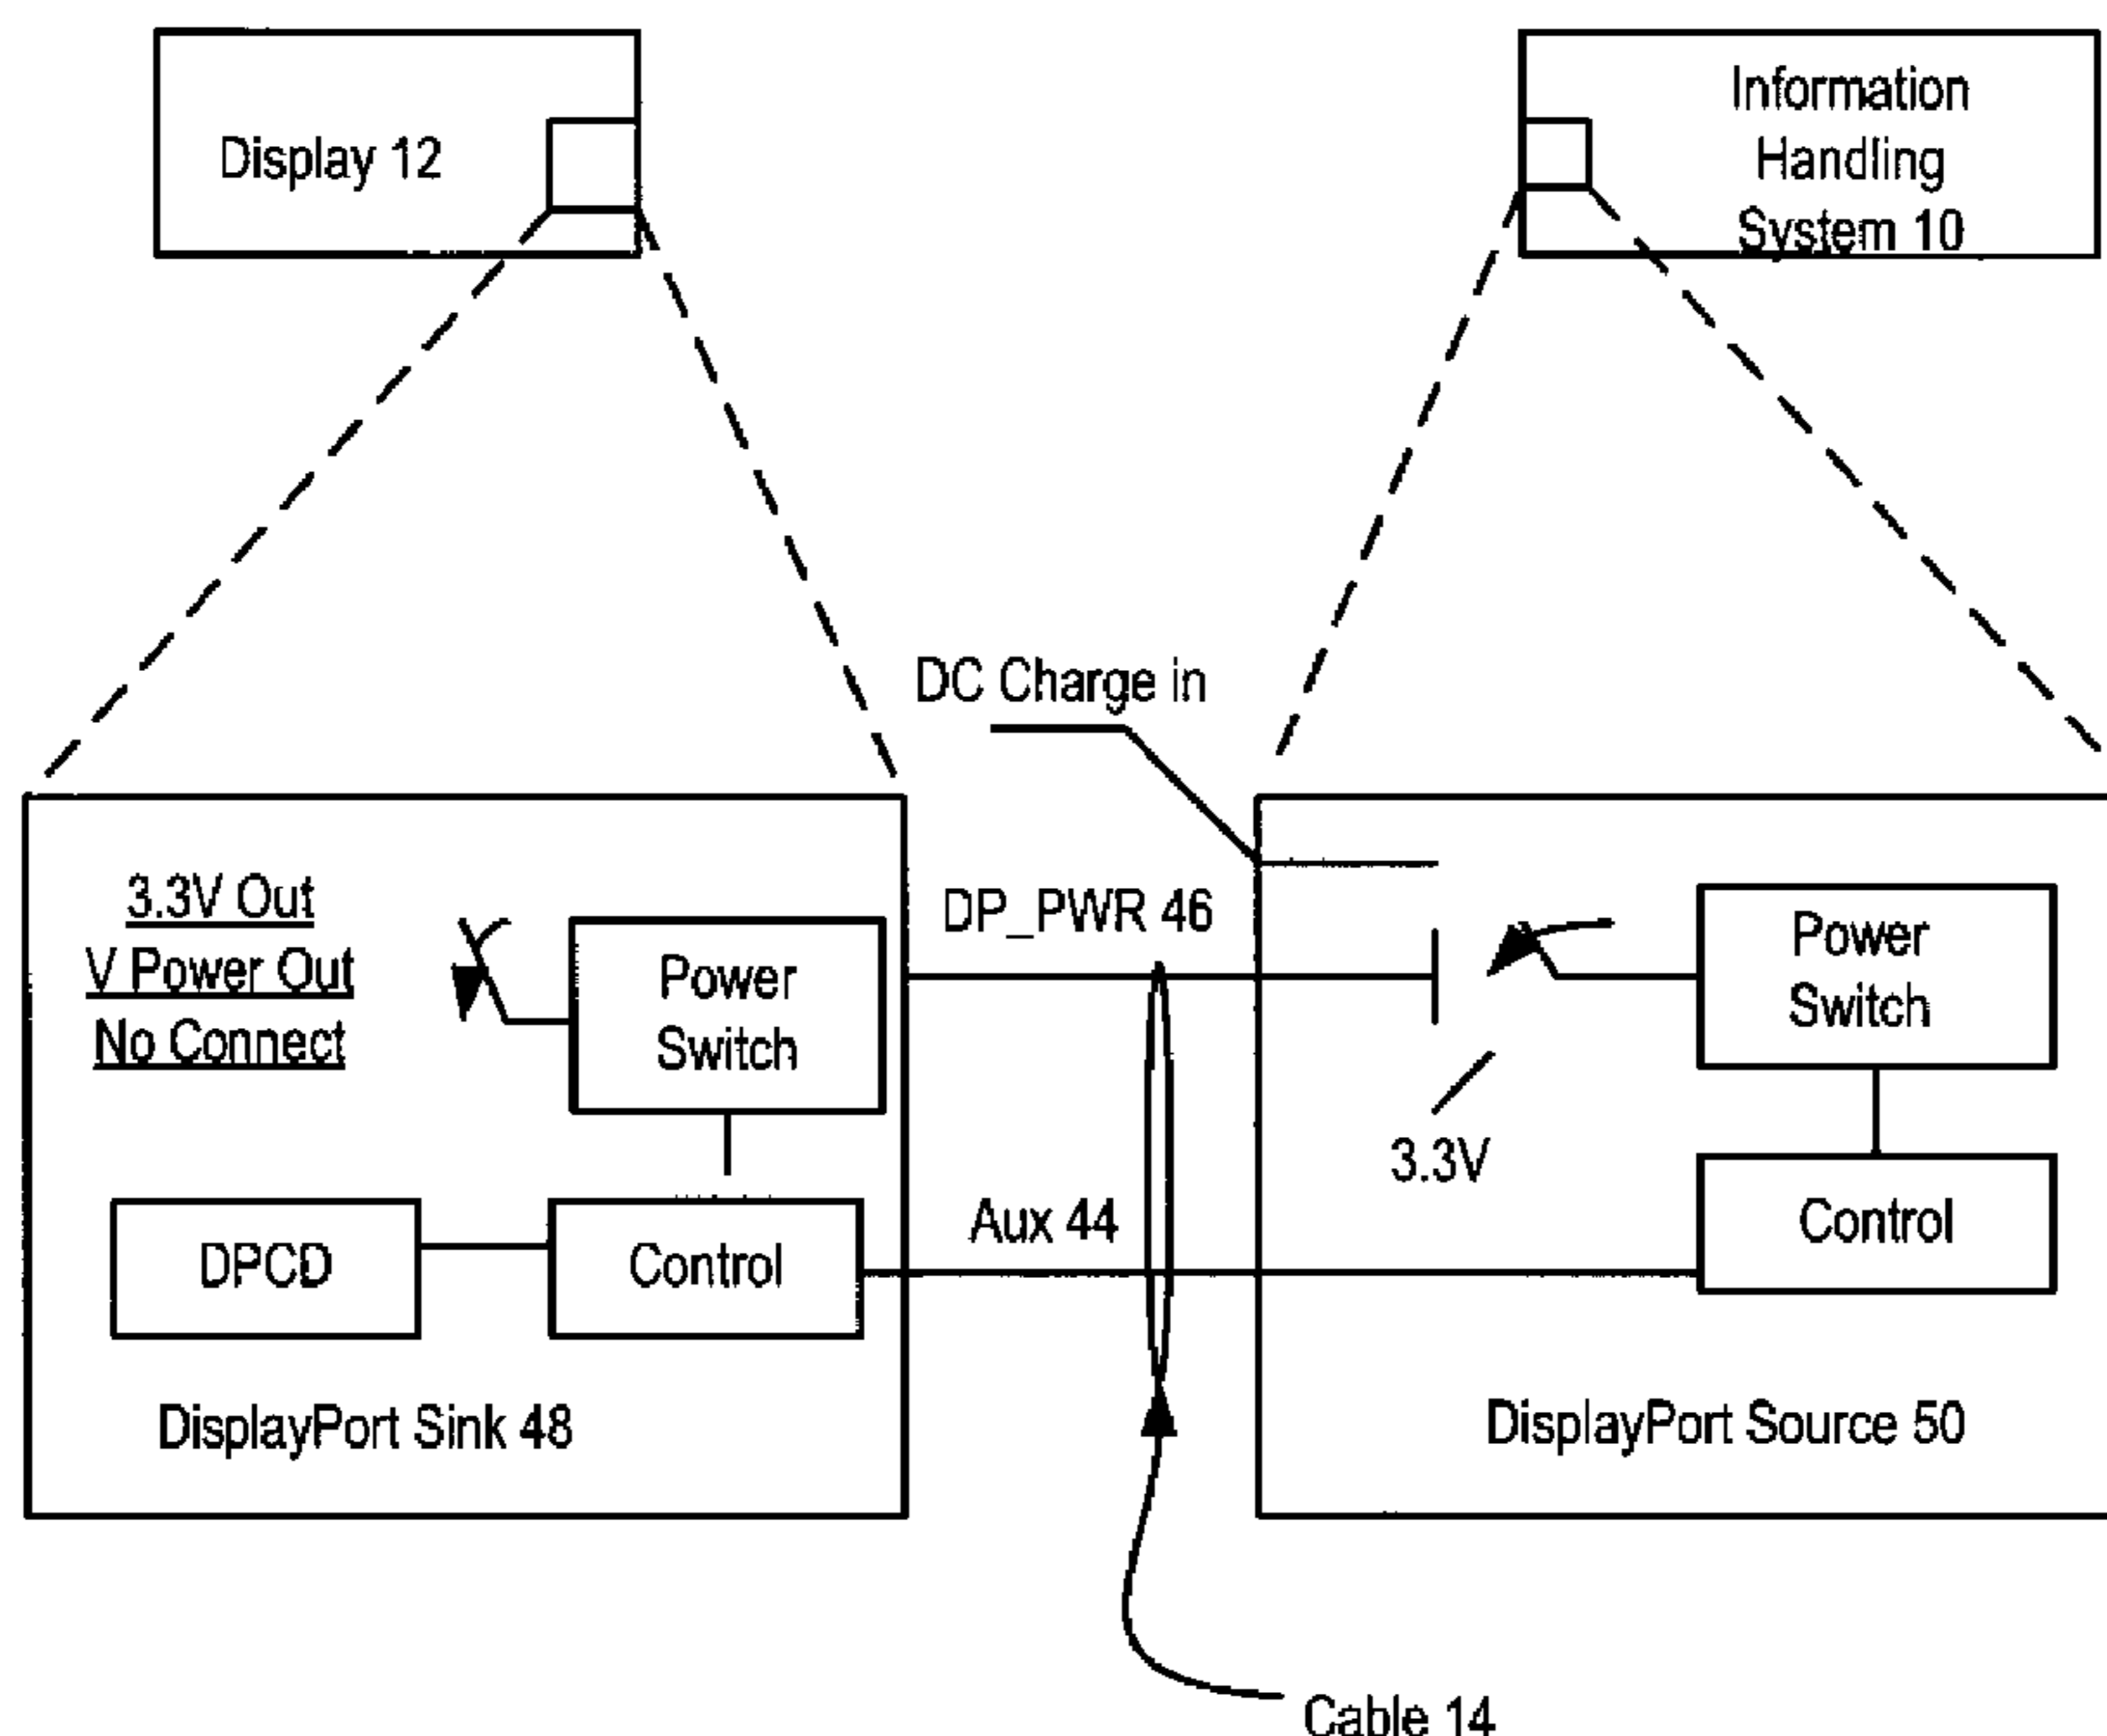 Display 12
Information
Handling
System 10
DC Charge in
3.3V Out
V Power Out
No Connect
Power
Switch
DP_PWR 46
Power
Switch
3.3V
Aux 44
DPCD
Control
Control
DisplayPort Sink 48
DisplayPort Source 50
Cable 14